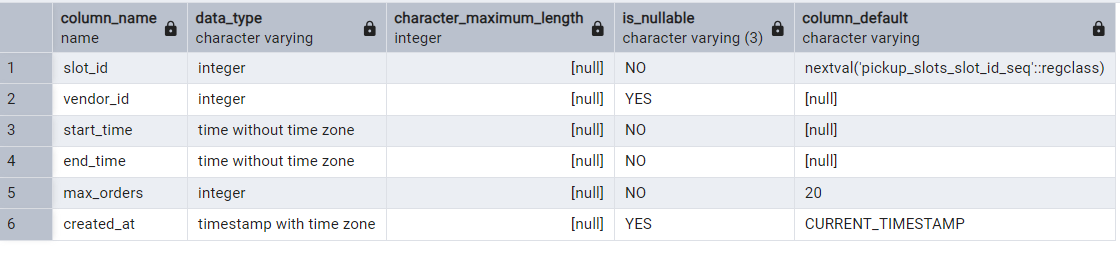 column_name data_type character_maximum_length is_nullable column_default
name character varying integer character varying (3) character varying
1 slot_id integer [null] NO nextval('pickup_slots_slot_id_seq'::regclass)
2 vendor_id integer [null] YES [null]
3 start_time time without time zone [null] NO [null]
4 end_time time without time zone [null] NO [null]
5 max_orders integer [null] NO 20
6 created_at timestamp with time zone [null] YES CURRENT_TIMESTAMP